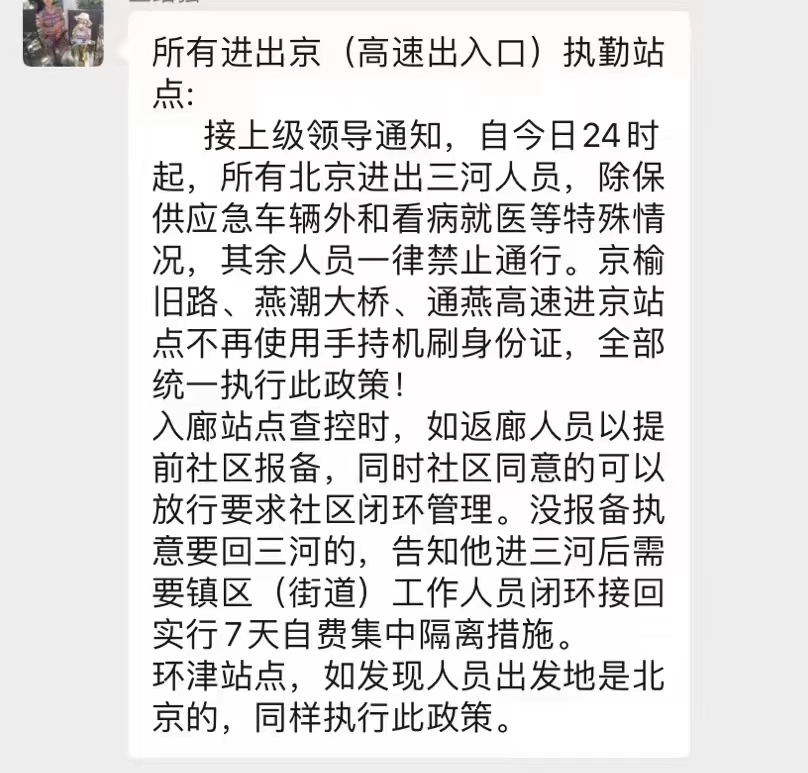 所有进出京（高速出入口）执勤站
点:
接上级领导通知，自今日24时
起，所有北京进出三河人员，除保
供应急车辆外和看病就医等特殊情
况，其余人员一律禁止通行。京榆
旧路、燕潮大桥、通燕高速进京站
点不再使用手持机刷身份证，全部
统一执行此政策！
入廊站点查控时，如返廊人员以提
前社区报备，同时社区同意的可以
放行要求社区闭环管理。没报备执
意要回三河的，告知他进三河后需
要镇区（街道）工作人员闭环接回
实行7天自费集中隔离措施。
环津站点，如发现人员出发地是北
京的，同样执行此政策。